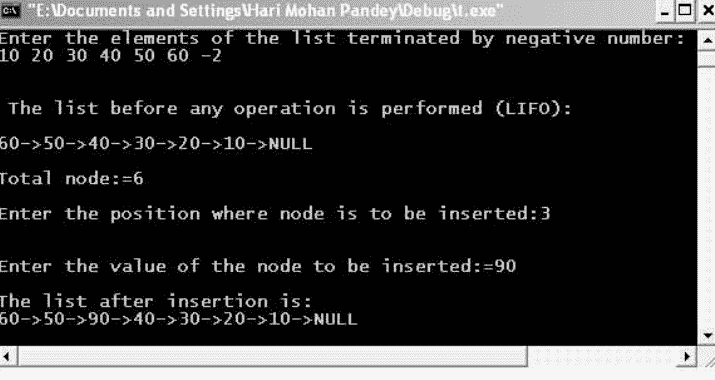 "E:\Documents and Settings\Hari Mohan Pandey\Debug\t.exe"
Enter the elements of the list terminated by negative number:
10 20 30 40 50 60 -2
The list before any operation is performed (LIFO):
60->50->40->30->20->10->NULL
Total node:=6
Enter the position where node is to be inserted:3
Enter the value of the node to be inserted:=90
The list after insertion is:
60->50->90->40->30->20->10->NULL